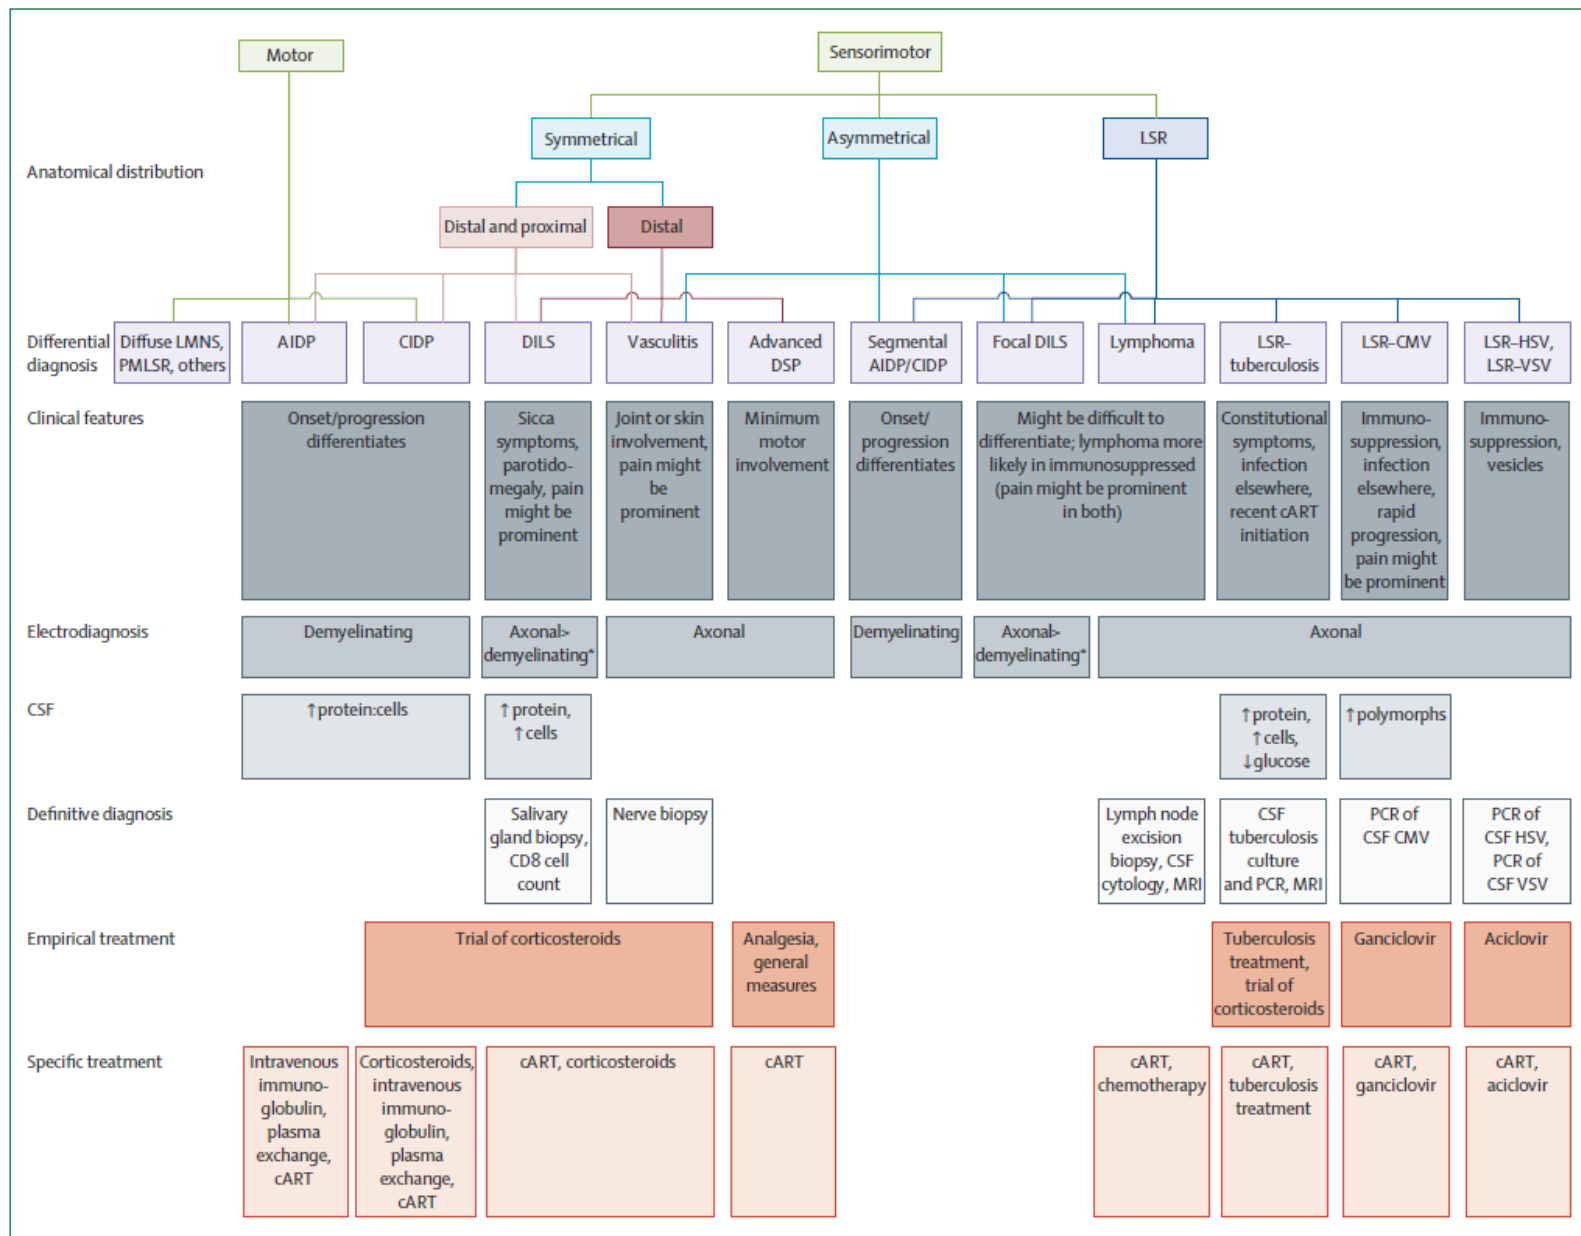 Motor
Sensorimotor
Symmetrical
Asymmetrical
LSR
Anatomical distribution
Distal and proximal
Distal
Differential
diagnosis
Diffuse LMNS,
PMLSR, others
AIDP
CIDP
DILS
Vasculitis
Advanced
DSP
Segmental
AIDP/CIDP
Focal DILS
Lymphoma
LSR–
tuberculosis
LSR–CMV
LSR–HSV,
LSR–VSV
Clinical features
Onset/progression
differentiates
Sicca
symptoms,
parotido-
megaly, pain
might be
prominent
Joint or skin
involvement,
pain might
be
prominent
Minimum
motor
involvement
Onset/
progression
differentiates
Might be difficult to
differentiate; lymphoma more
likely in immunosuppressed
(pain might be prominent
in both)
Constitutional
symptoms,
infection
elsewhere,
recent cART
initiation
Immuno-
suppression,
infection
elsewhere,
rapid
progression,
pain might
be prominent
Immuno-
suppression,
vesicles
Electrodiagnosis
Demyelinating
Axonal>
demyelinating*
Axonal
Demyelinating
Axonal>
demyelinating*
Axonal
CSF
↑protein:cells
↑protein,
↑cells
↑protein,
↑cells,
↓glucose
↑polymorphs
Definitive diagnosis
Salivary
gland biopsy,
CD8 cell
count
Nerve biopsy
Lymph node
excision
biopsy, CSF
cytology, MRI
CSF
tuberculosis
culture
and PCR, MRI
PCR of
CSF CMV
PCR of
CSF HSV,
PCR of
CSF VSV
Empirical treatment
Trial of corticosteroids
Analgesia,
general
measures
Tuberculosis
treatment,
trial of
corticosteroids
Ganciclovir
Aciclovir
Specific treatment
Intravenous
immuno-
globulin,
plasma
exchange,
cART
Corticosteroids,
intravenous
immuno-
globulin,
plasma
exchange,
cART
cART, corticosteroids
cART
cART,
chemotherapy
cART,
tuberculosis
treatment
cART,
ganciclovir
cART,
aciclovir